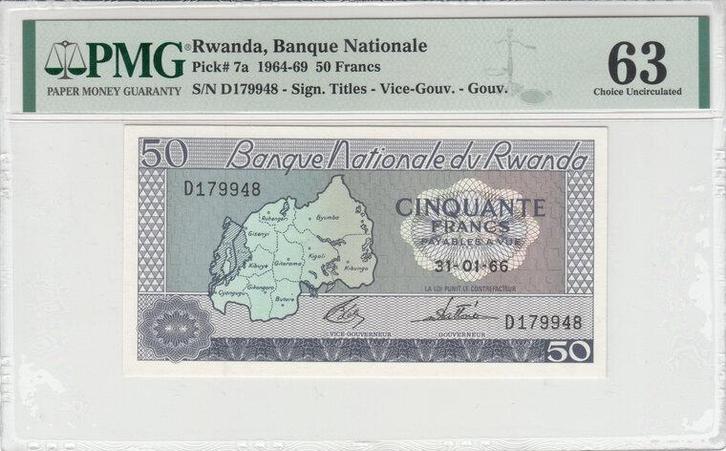 PMG®
PAPER MONEY GUARANTY
Rwanda, Banque Nationale
Pick# 7a 1964-69 50 Francs
S/N D179948 - Sign. Titles - Vice-Gouv. - Gouv.
63
Choice Uncirculated
50 Banque Nationale du Rwanda
D179948
CINQUANTE
FRANCS
PAYABLES A VUE
31-01-66
LA LOI PUNIT LE CONTREFACTEUR
Ruhengeri
Byumba
Gisenyi
Kigali
Kibuye
Gitarama
Kibungo
Gikongoro
Cyangugu
Butare
VICE-GOUVERNEUR
GOUVERNEUR
D179948
50